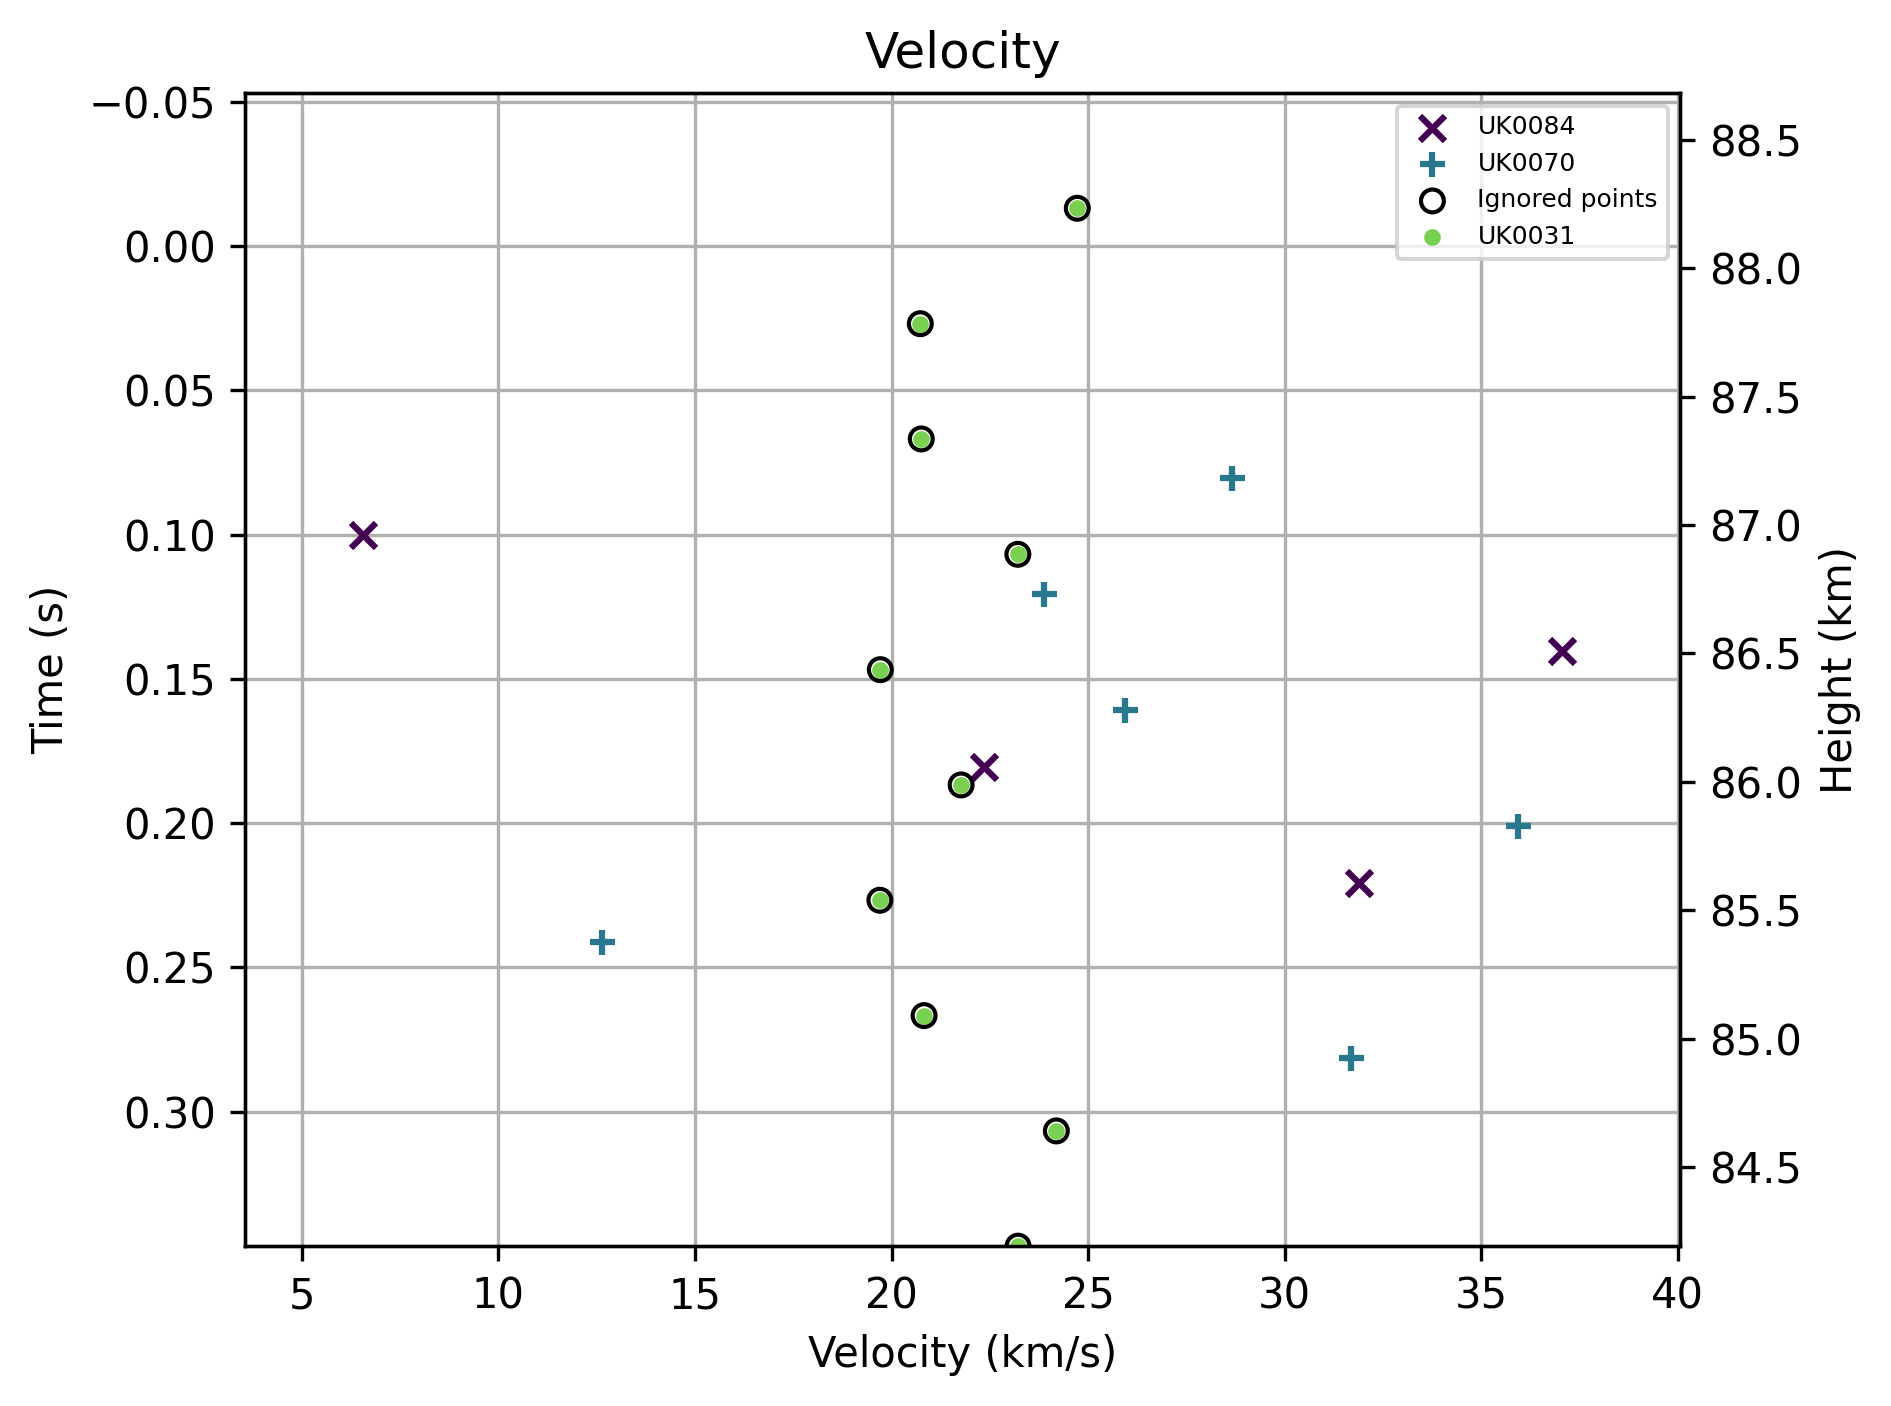 Velocity
UK0084
UK0070
Ignored points
UK0031
−0.05
0.00
0.05
0.10
0.15
0.20
0.25
0.30
Time (s)
88.5
88.0
87.5
87.0
86.5
86.0
85.5
85.0
84.5
Height (km)
5 10 15 20 25 30 35 40
Velocity (km/s)